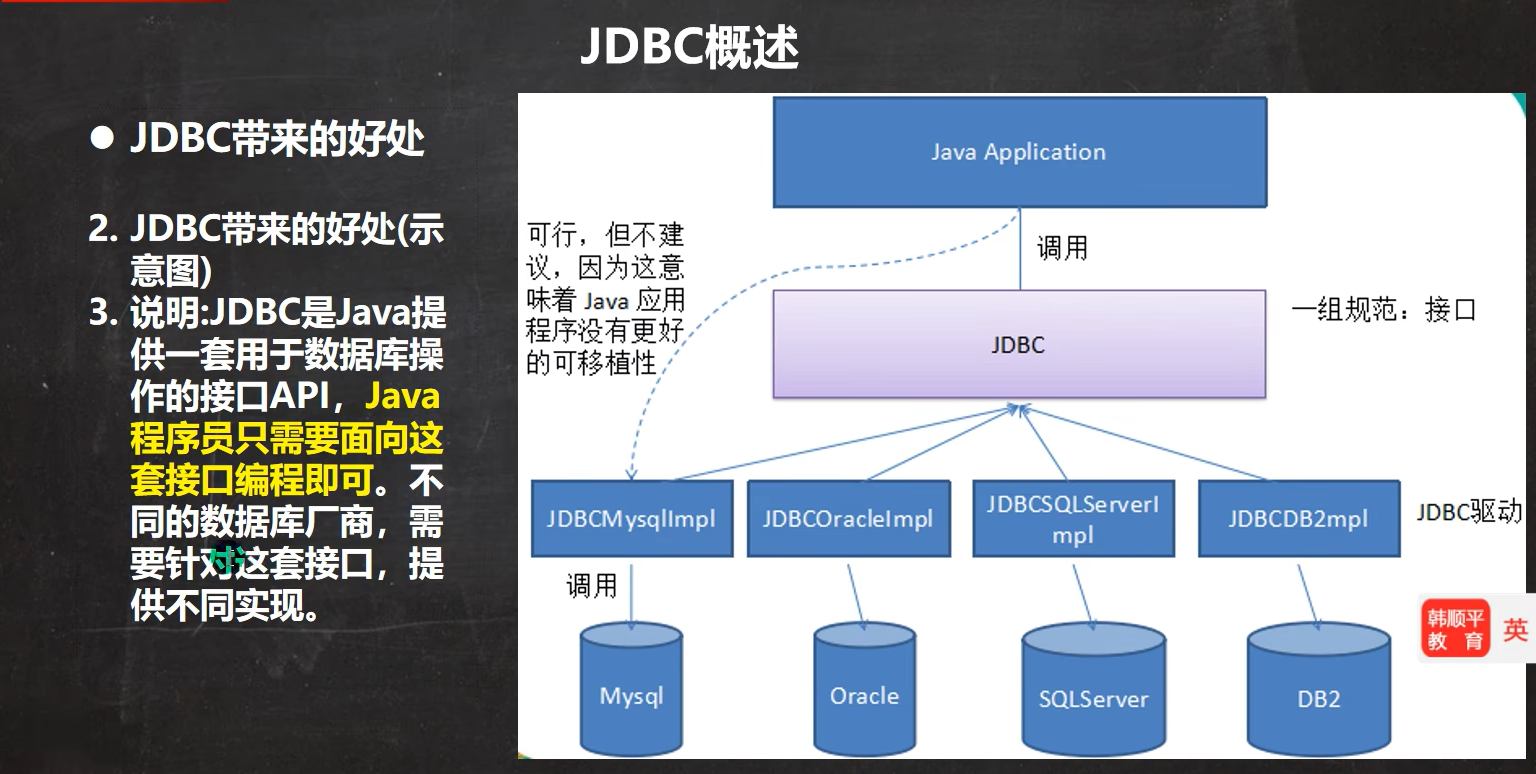 JDBC概述
● JDBC带来的好处
2. JDBC带来的好处(示
意图)
3. 说明:JDBC是Java提
供一套用于数据库操
作的接口API，Java
程序员只需要面向这
套接口编程即可。不
同的数据库厂商，需
要针对这套接口，提
供不同实现。
Java Application
可行，但不建
议，因为这意
味着 Java 应用
程序没有更好
的可移植性
调用
JDBC
一组规范：接口
JDBCMysqlImpl
JDBCOracleImpl
JDBCSQLServerI
mpl
JDBCDB2mpl
JDBC驱动
调用
Mysql
Oracle
SQLServer
DB2
韩顺平
教 育
英